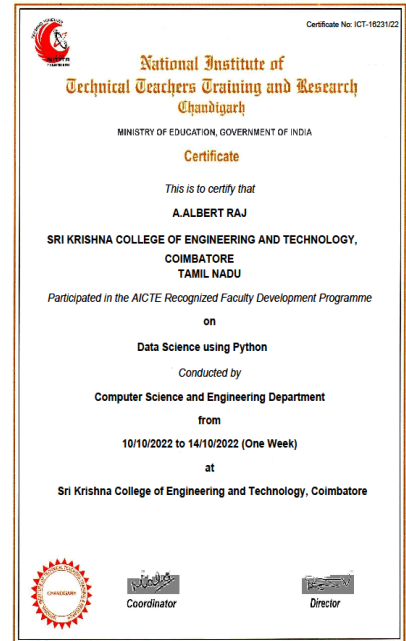 Certificate No: ICT-16231/22
National Institute of
Technical Teachers Training and Research
Chandigarh
MINISTRY OF EDUCATION, GOVERNMENT OF INDIA
Certificate
This is to certify that
A.ALBERT RAJ
SRI KRISHNA COLLEGE OF ENGINEERING AND TECHNOLOGY,
COIMBATORE
TAMIL NADU
Participated in the AICTE Recognized Faculty Development Programme
on
Data Science using Python
Conducted by
Computer Science and Engineering Department
from
10/10/2022 to 14/10/2022 (One Week)
at
Sri Krishna College of Engineering and Technology, Coimbatore
CHANDIGARH
Coordinator
Director